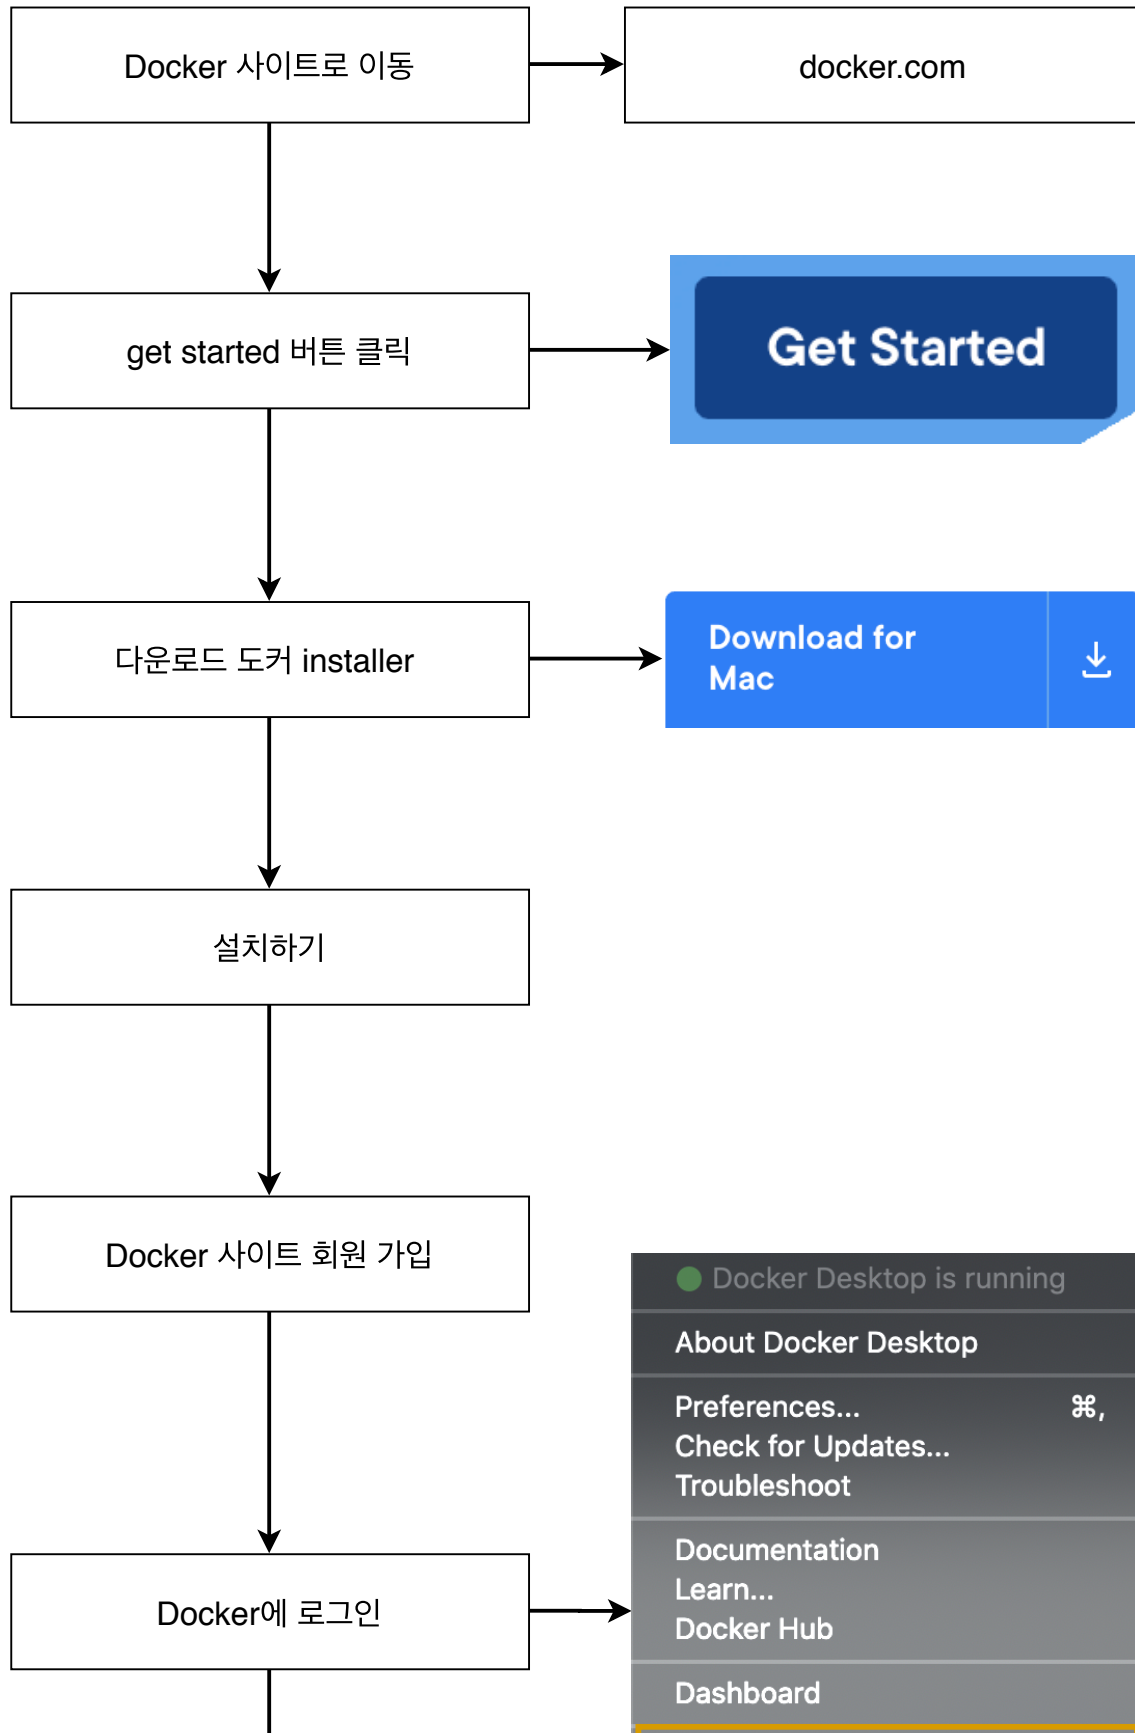 Docker 사이트로 이동
docker.com
get started 버튼 클릭
Get Started
다운로드 도커 installer
Download for
Mac
설치하기
Docker 사이트 회원 가입
Docker에 로그인
Docker Desktop is running
About Docker Desktop
Preferences... ⌘,
Check for Updates...
Troubleshoot
Documentation
Learn...
Docker Hub
Dashboard